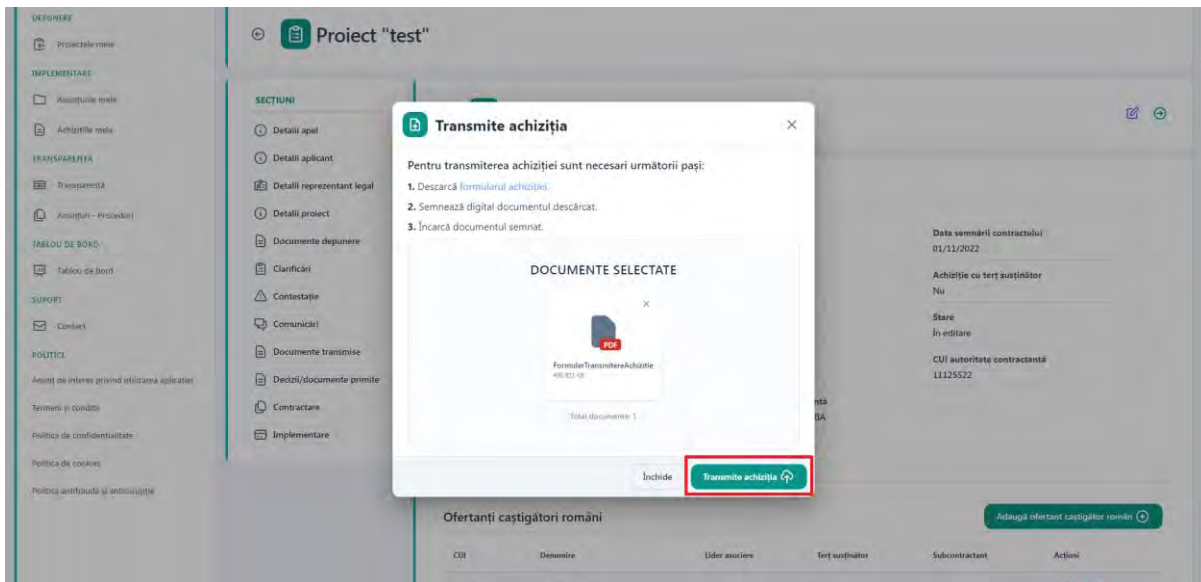 DEPUNERE
Proiectele mele
IMPLEMENTARE
Anunțurile mele
Achizițiile mele
TRANSPARENȚĂ
Transparență
Anunțuri - Proceduri
TABLOU DE BORD
Tablou de bord
SUPORT
Contact
POLITICI
Anunț de interes privind utilizarea aplicației
Termeni și condiții
Politica de confidențialitate
Politica de cookies
Politica antifraudă și anticorupție
Proiect "test"
SECȚIUNI
Detalii apel
Detalii aplicant
Detalii reprezentant legal
Detalii proiect
Documente depunere
Clarificări
Contestație
Comunicări
Documente transmise
Decizii/documente primite
Contractare
Implementare
Transmite achiziția
Pentru transmiterea achiziției sunt necesari următorii pași:
1. Descarcă formularul achiziției.
2. Semnează digital documentul descărcat.
3. Încarcă documentul semnat.
DOCUMENTE SELECTATE
PDF
FormularTransmitereAchizitie
Total documente: 1
Închide
Transmite achiziția
Data semnării contractului
01/11/2022
Achiziție cu terț susținător
Nu
Stare
În editare
CUI autoritate contractantă
11125522
Ofertanți caștigători români
Adaugă ofertant caștigător român
CUI Denumire Lider asociere Terț susținător Subcontractant Acțiuni